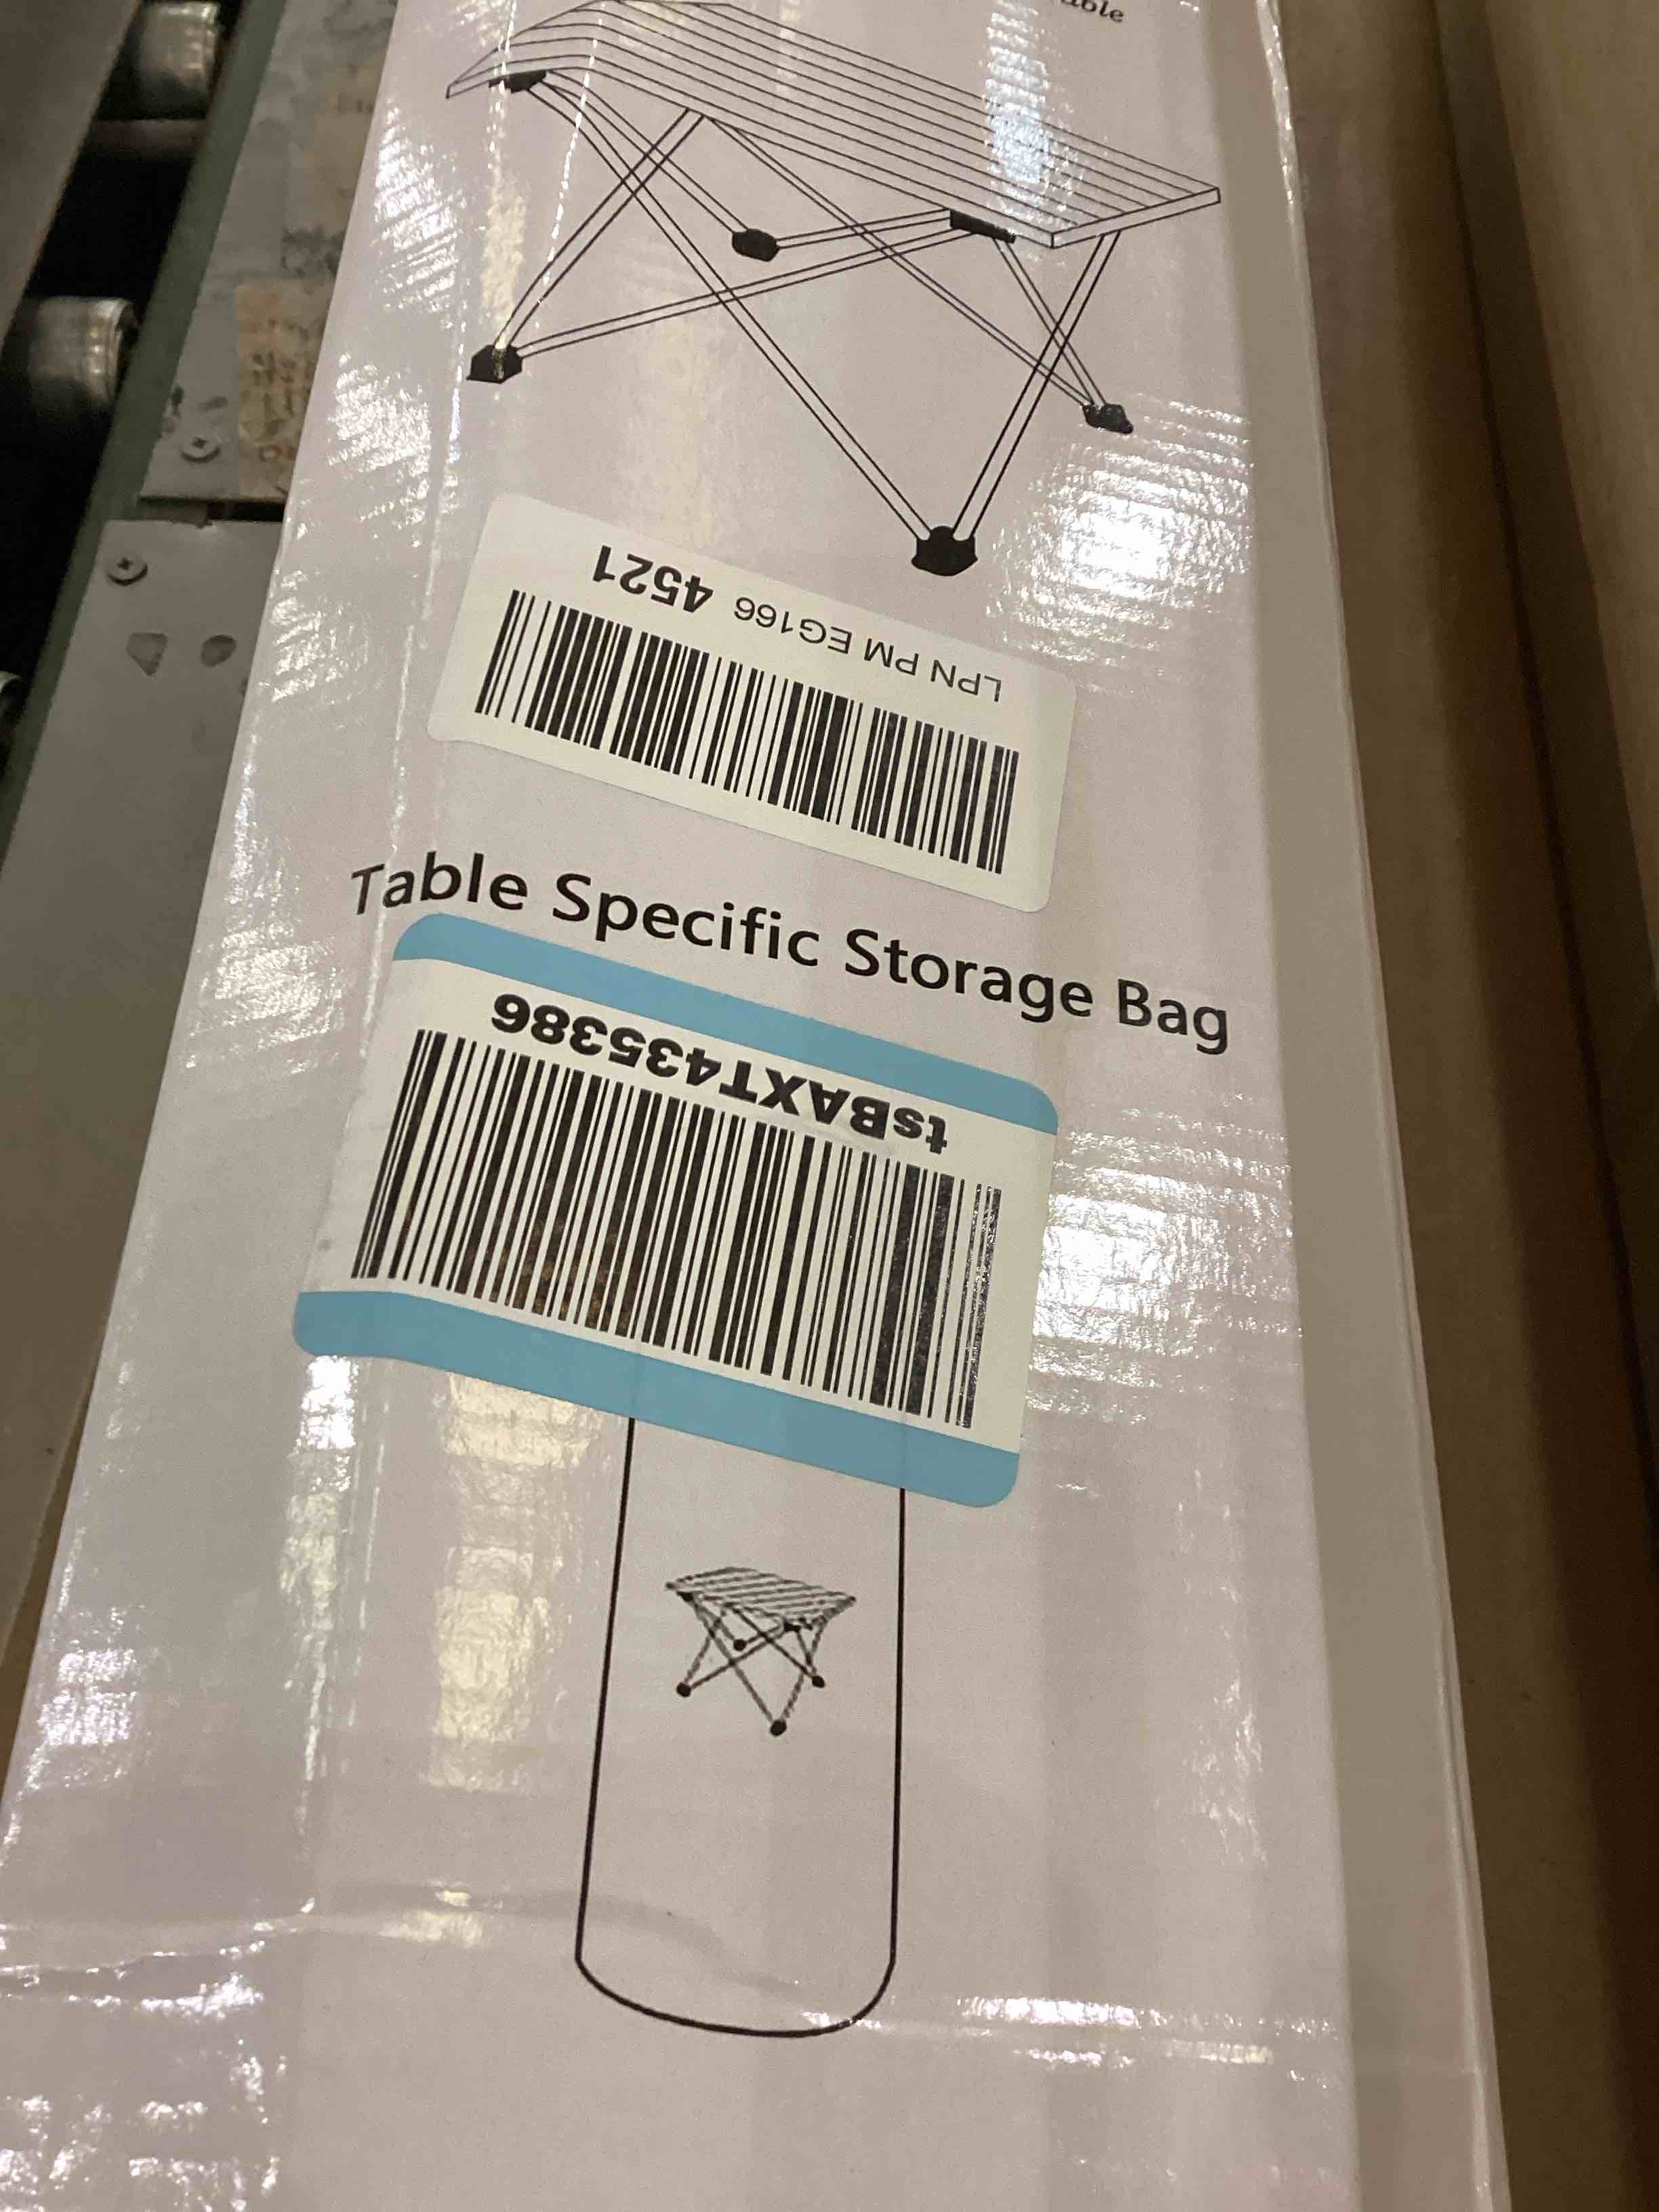 LPN PM EG166 4521
Table Specific Storage Bag
tsBAXT435386